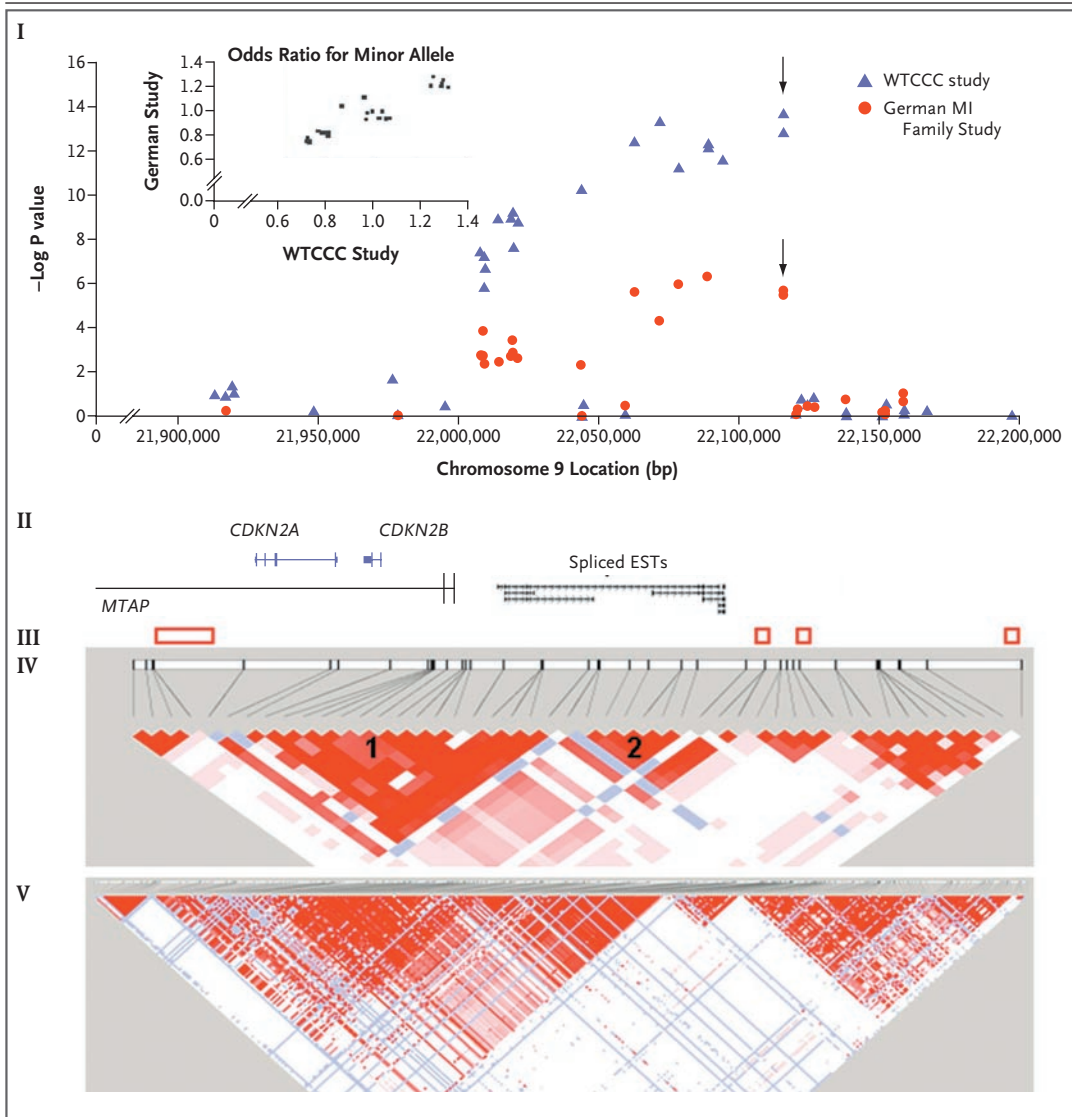 I
Odds Ratio for Minor Allele
German Study
1.4
1.2
1.0
0.8
0.6
0.0
0
0.6
0.8
1.0
1.2
1.4
WTCCC Study
WTCCC study
German MI
Family Study
−Log P value
16
14
12
10
8
6
4
2
0
0
21,900,000
21,950,000
22,000,000
22,050,000
22,100,000
22,150,000
22,200,000
Chromosome 9 Location (bp)
II
CDKN2A
CDKN2B
Spliced ESTs
MTAP
III
IV
1
2
V